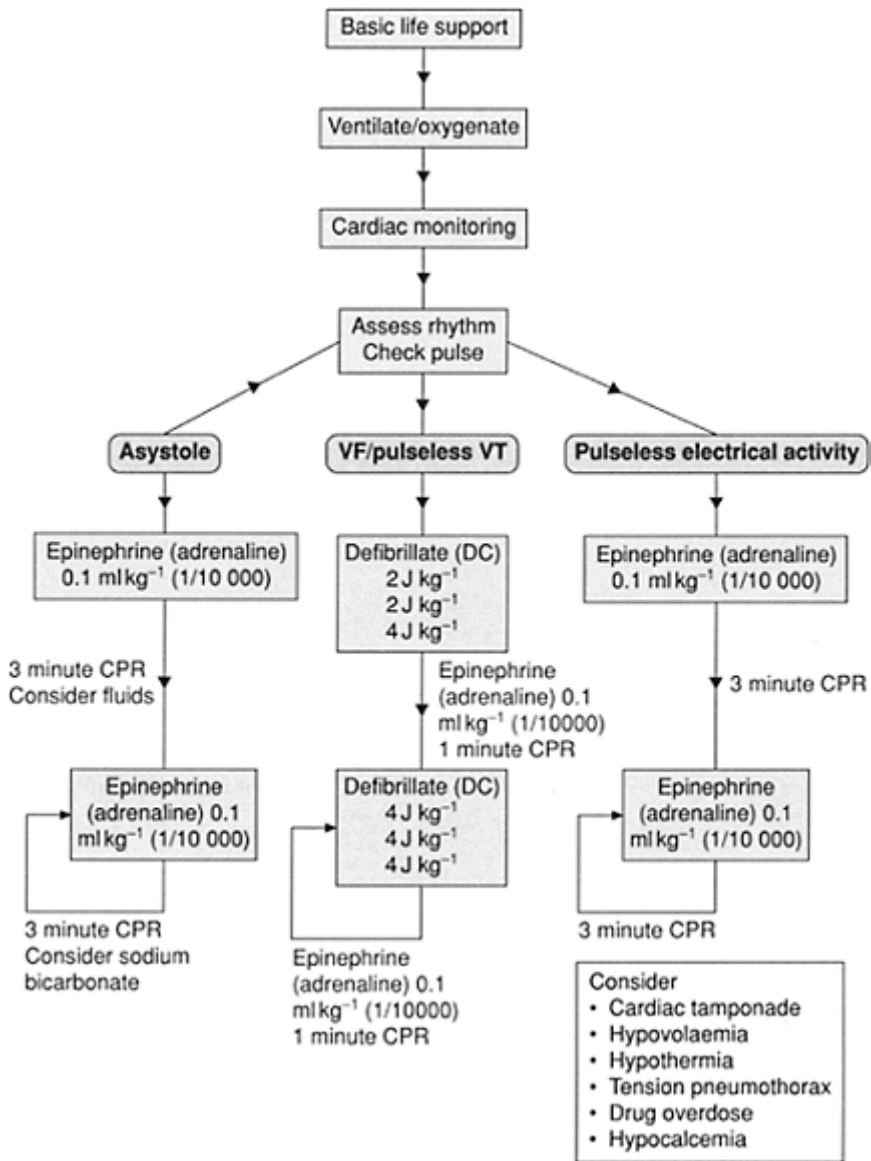 Basic life support
Ventilate/oxygenate
Cardiac monitoring
Assess rhythm
Check pulse
Asystole
VF/pulseless VT
Pulseless electrical activity
Epinephrine (adrenaline)
0.1 ml kg⁻¹ (1/10 000)
Defibrillate (DC)
2 J kg⁻¹
2 J kg⁻¹
4 J kg⁻¹
Epinephrine (adrenaline)
0.1 ml kg⁻¹ (1/10 000)
3 minute CPR
Consider fluids
Epinephrine
(adrenaline) 0.1
ml kg⁻¹ (1/10000)
1 minute CPR
3 minute CPR
Epinephrine
(adrenaline) 0.1
ml kg⁻¹ (1/10 000)
Defibrillate (DC)
4 J kg⁻¹
4 J kg⁻¹
4 J kg⁻¹
Epinephrine
(adrenaline) 0.1
ml kg⁻¹ (1/10 000)
3 minute CPR
Consider sodium
bicarbonate
Epinephrine
(adrenaline) 0.1
ml kg⁻¹ (1/10000)
1 minute CPR
3 minute CPR
Consider
• Cardiac tamponade
• Hypovolaemia
• Hypothermia
• Tension pneumothorax
• Drug overdose
• Hypocalcemia